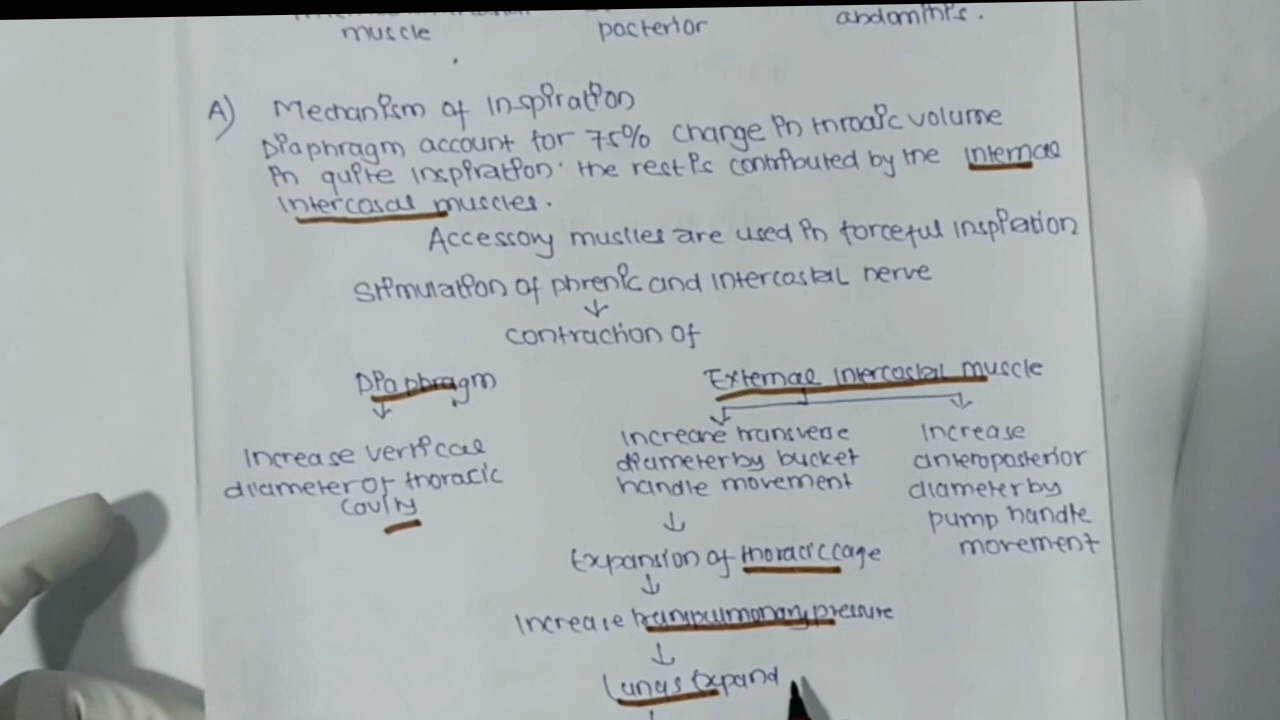 muscle posterior abdominis.
A) Mechanism of Inspiration
Diaphragm account for 75% change in throaic volume
in quite inspiration. the rest is contributed by the internal
intercosal muscles.
Accessory muslles are used in forceful inspiration
Stimulation of phrenic and intercostal nerve
↓
contraction of
Diaphragm External intercostal muscle
↓ ↓ ↓
Increase vertical
diameter of thoracic
cavity
Increane transverse
diameter by bucket
handle movement
Increase
anteroposterior
diameter by
pump handle
movement
↓
Expansion of thoracic cage
↓
Increase transpulmonary pressure
↓
Lungs Expand